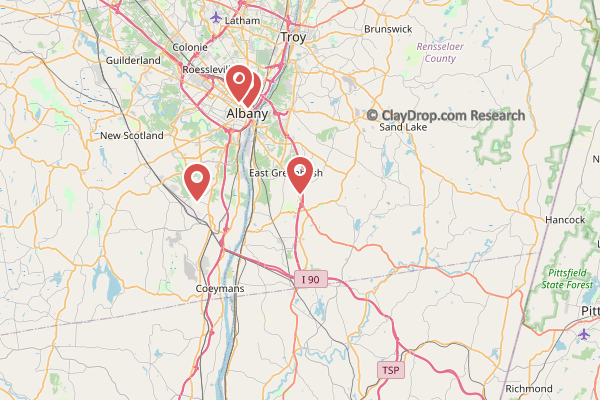 Latham
Troy
Brunswick
Colonie
Rensselaer
County
Guilderland
Roessleville
Albany
© ClayDrop.com Research
Sand Lake
New Scotland
East Greenbush
Hancock
Pittsfield
State Forest
I 90
Coeymans
Pit
TSP
Richmond
N